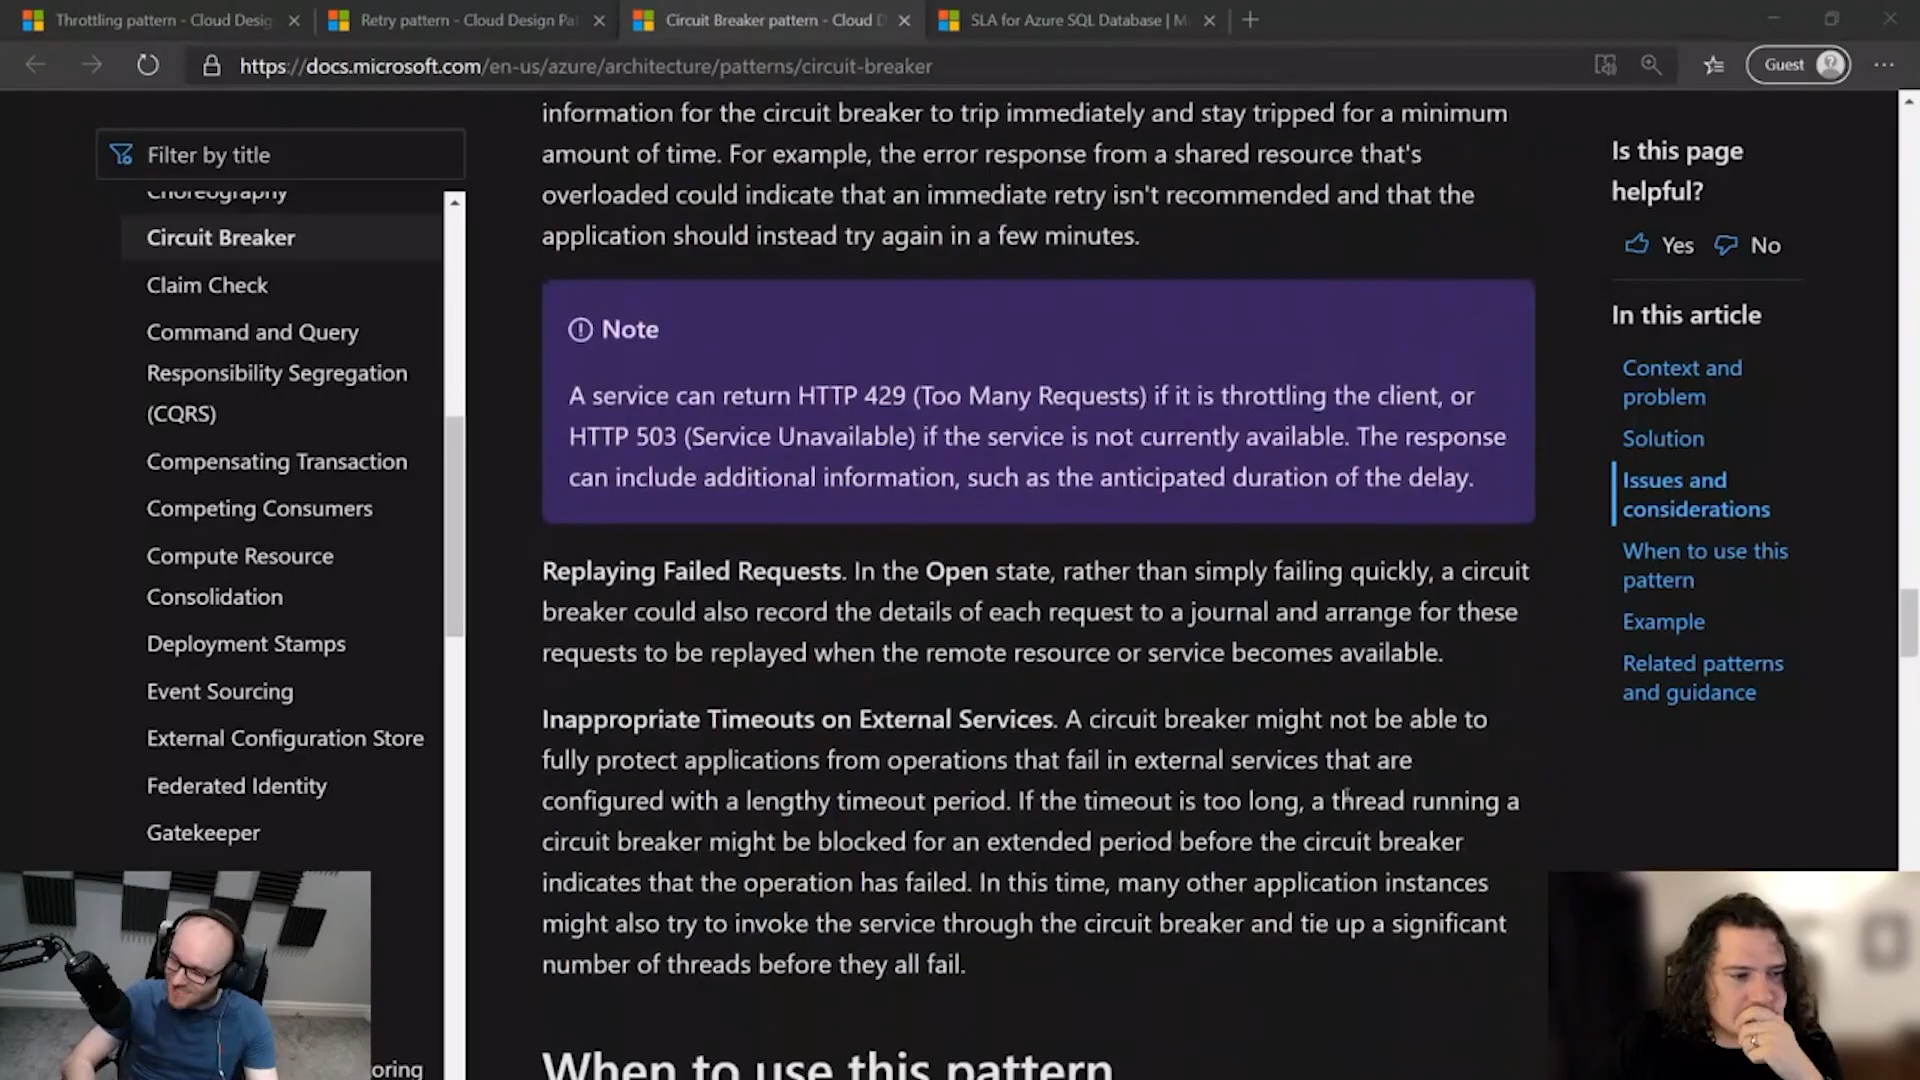 Throttling pattern - Cloud Desig
Retry pattern - Cloud Design Pa
Circuit Breaker pattern - Cloud D
SLA for Azure SQL Database | M
https://docs.microsoft.com/en-us/azure/architecture/patterns/circuit-breaker
Guest
Filter by title
Choreography
Circuit Breaker
Claim Check
Command and Query
Responsibility Segregation
(CQRS)
Compensating Transaction
Competing Consumers
Compute Resource
Consolidation
Deployment Stamps
Event Sourcing
External Configuration Store
Federated Identity
Gatekeeper
oring
information for the circuit breaker to trip immediately and stay tripped for a minimum
amount of time. For example, the error response from a shared resource that's
overloaded could indicate that an immediate retry isn't recommended and that the
application should instead try again in a few minutes.
Note
A service can return HTTP 429 (Too Many Requests) if it is throttling the client, or
HTTP 503 (Service Unavailable) if the service is not currently available. The response
can include additional information, such as the anticipated duration of the delay.
Replaying Failed Requests. In the Open state, rather than simply failing quickly, a circuit
breaker could also record the details of each request to a journal and arrange for these
requests to be replayed when the remote resource or service becomes available.
Inappropriate Timeouts on External Services. A circuit breaker might not be able to
fully protect applications from operations that fail in external services that are
configured with a lengthy timeout period. If the timeout is too long, a thread running a
circuit breaker might be blocked for an extended period before the circuit breaker
indicates that the operation has failed. In this time, many other application instances
might also try to invoke the service through the circuit breaker and tie up a significant
number of threads before they all fail.
When to use this pattern
Is this page
helpful?
Yes No
In this article
Context and
problem
Solution
Issues and
considerations
When to use this
pattern
Example
Related patterns
and guidance